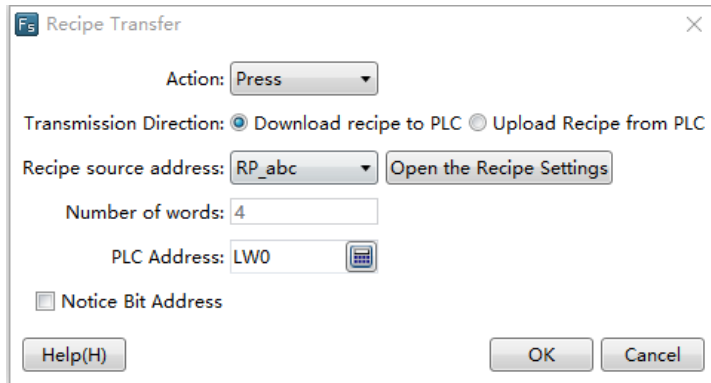 Fs Recipe Transfer
Action: Press
Transmission Direction: Download recipe to PLC Upload Recipe from PLC
Recipe source address: RP_abc Open the Recipe Settings
Number of words: 4
PLC Address: LW0
Notice Bit Address
Help(H) OK Cancel